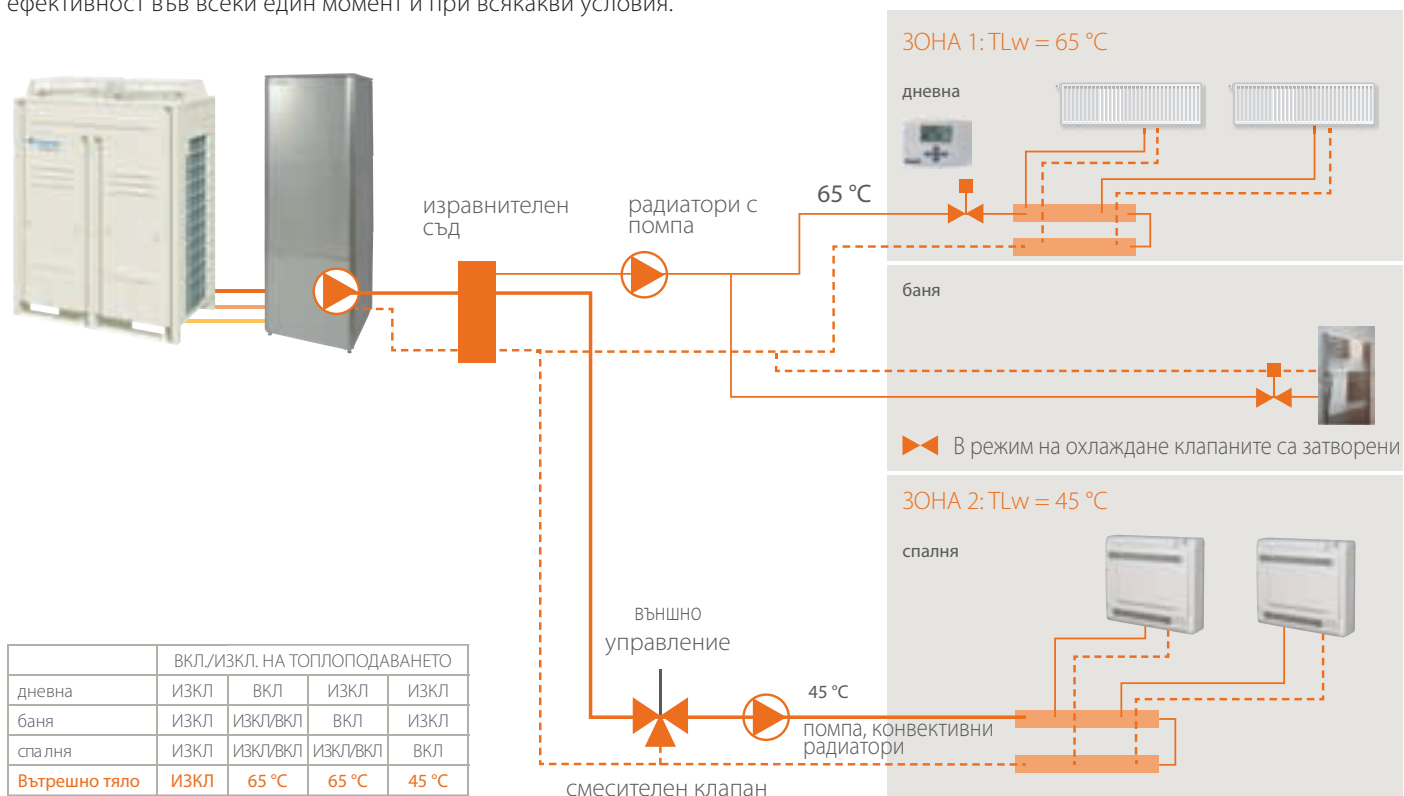 ефективност във всеки един момент и при всякакви условия.
ЗОНА 1: TLw = 65 °C
дневна
65 °C
изравнителен
съд
радиатори с
помпа
баня
В режим на охлаждане клапаните са затворени
ЗОНА 2: TLw = 45 °C
спалня
външно
управление
45 °C
помпа, конвективни
радиатори
смесителен клапан
ВКЛ./ИЗКЛ. НА ТОПЛОПОДАВАНЕТО
дневна ИЗКЛ ВКЛ ИЗКЛ ИЗКЛ
баня ИЗКЛ ИЗКЛ/ВКЛ ВКЛ ИЗКЛ
спалня ИЗКЛ ИЗКЛ/ВКЛ ИЗКЛ/ВКЛ ВКЛ
Вътрешно тяло ИЗКЛ 65 °C 65 °C 45 °C